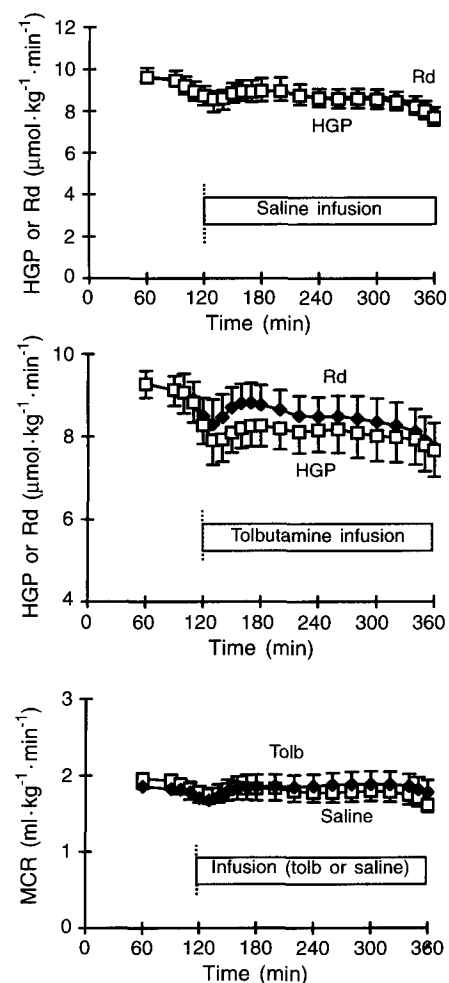 HGP or Rd (μmol·kg⁻¹·min⁻¹)
12
10
8
6
4
2
0
Rd
HGP
Saline infusion
0 60 120 180 240 300 360
Time (min)
HGP or Rd (μmol·kg⁻¹·min⁻¹)
10
8
6
4
Rd
HGP
Tolbutamine infusion
0 60 120 180 240 300 360
Time (min)
MCR (ml·kg⁻¹·min⁻¹)
3
2
1
0
Tolb
Saline
Infusion (tolb or saline)
0 60 120 180 240 300 360
Time (min)